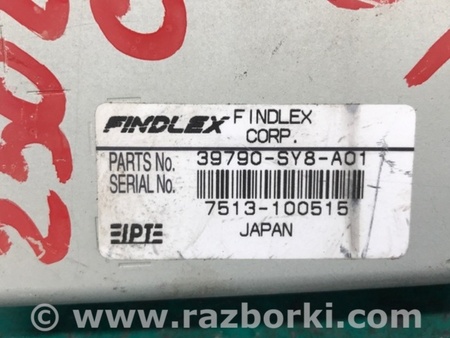 FINDLEX FINDLEX
CORP.
PARTS No. 39790-SY8-A01
SERIAL No.
7513-100515
IPT JAPAN
© www.razborki.com